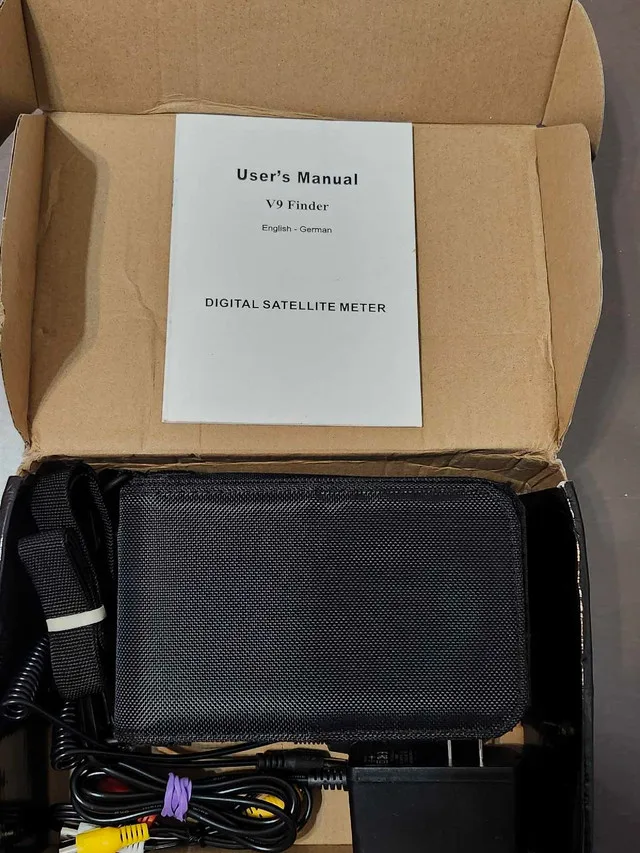 User's Manual
V9 Finder
English - German
DIGITAL SATELLITE METER